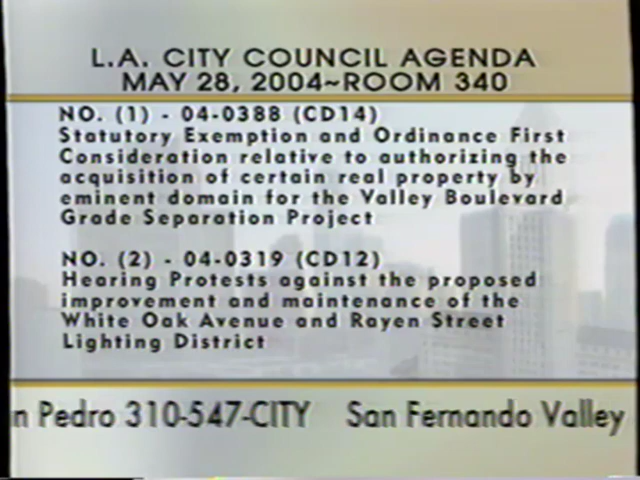 L.A. CITY COUNCIL AGENDA
MAY 28, 2004~ROOM 340
NO. (1) - 04-0388 (CD14)
Statutory Exemption and Ordinance First
Consideration relative to authorizing the
acquisition of certain real property by
eminent domain for the Valley Boulevard
Grade Separation Project
NO. (2) - 04-0319 (CD12)
Hearing Protests against the proposed
improvement and maintenance of the
White Oak Avenue and Rayen Street
Lighting District
n Pedro 310-547-CITY San Fernando Valley